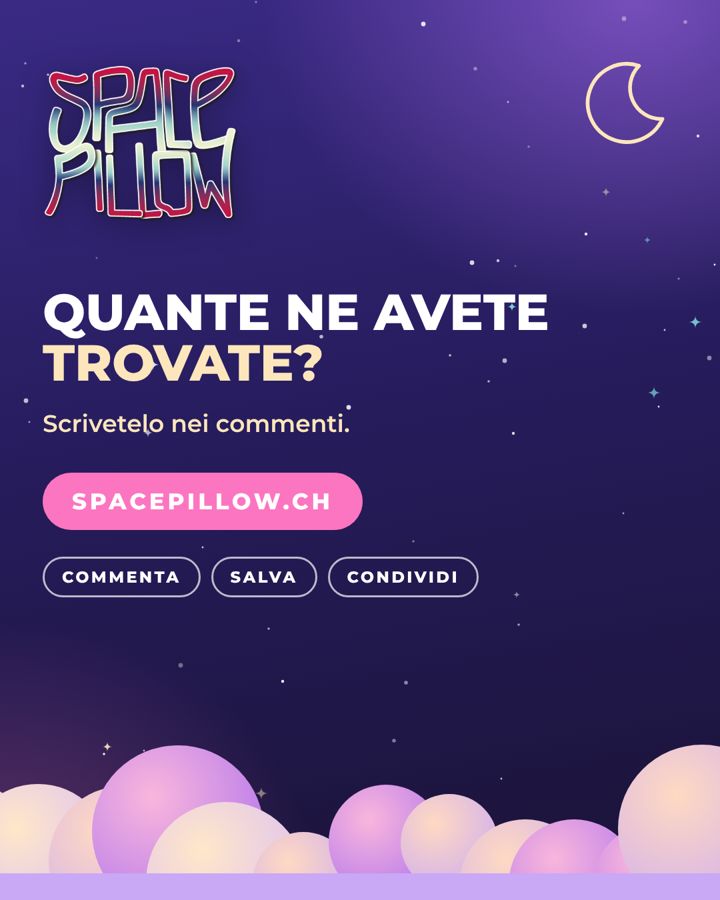 SPACE
PILLOW
QUANTE NE AVETE
TROVATE?
Scrivetelo nei commenti.
SPACEPILLOW.CH
COMMENTA SALVA CONDIVIDI